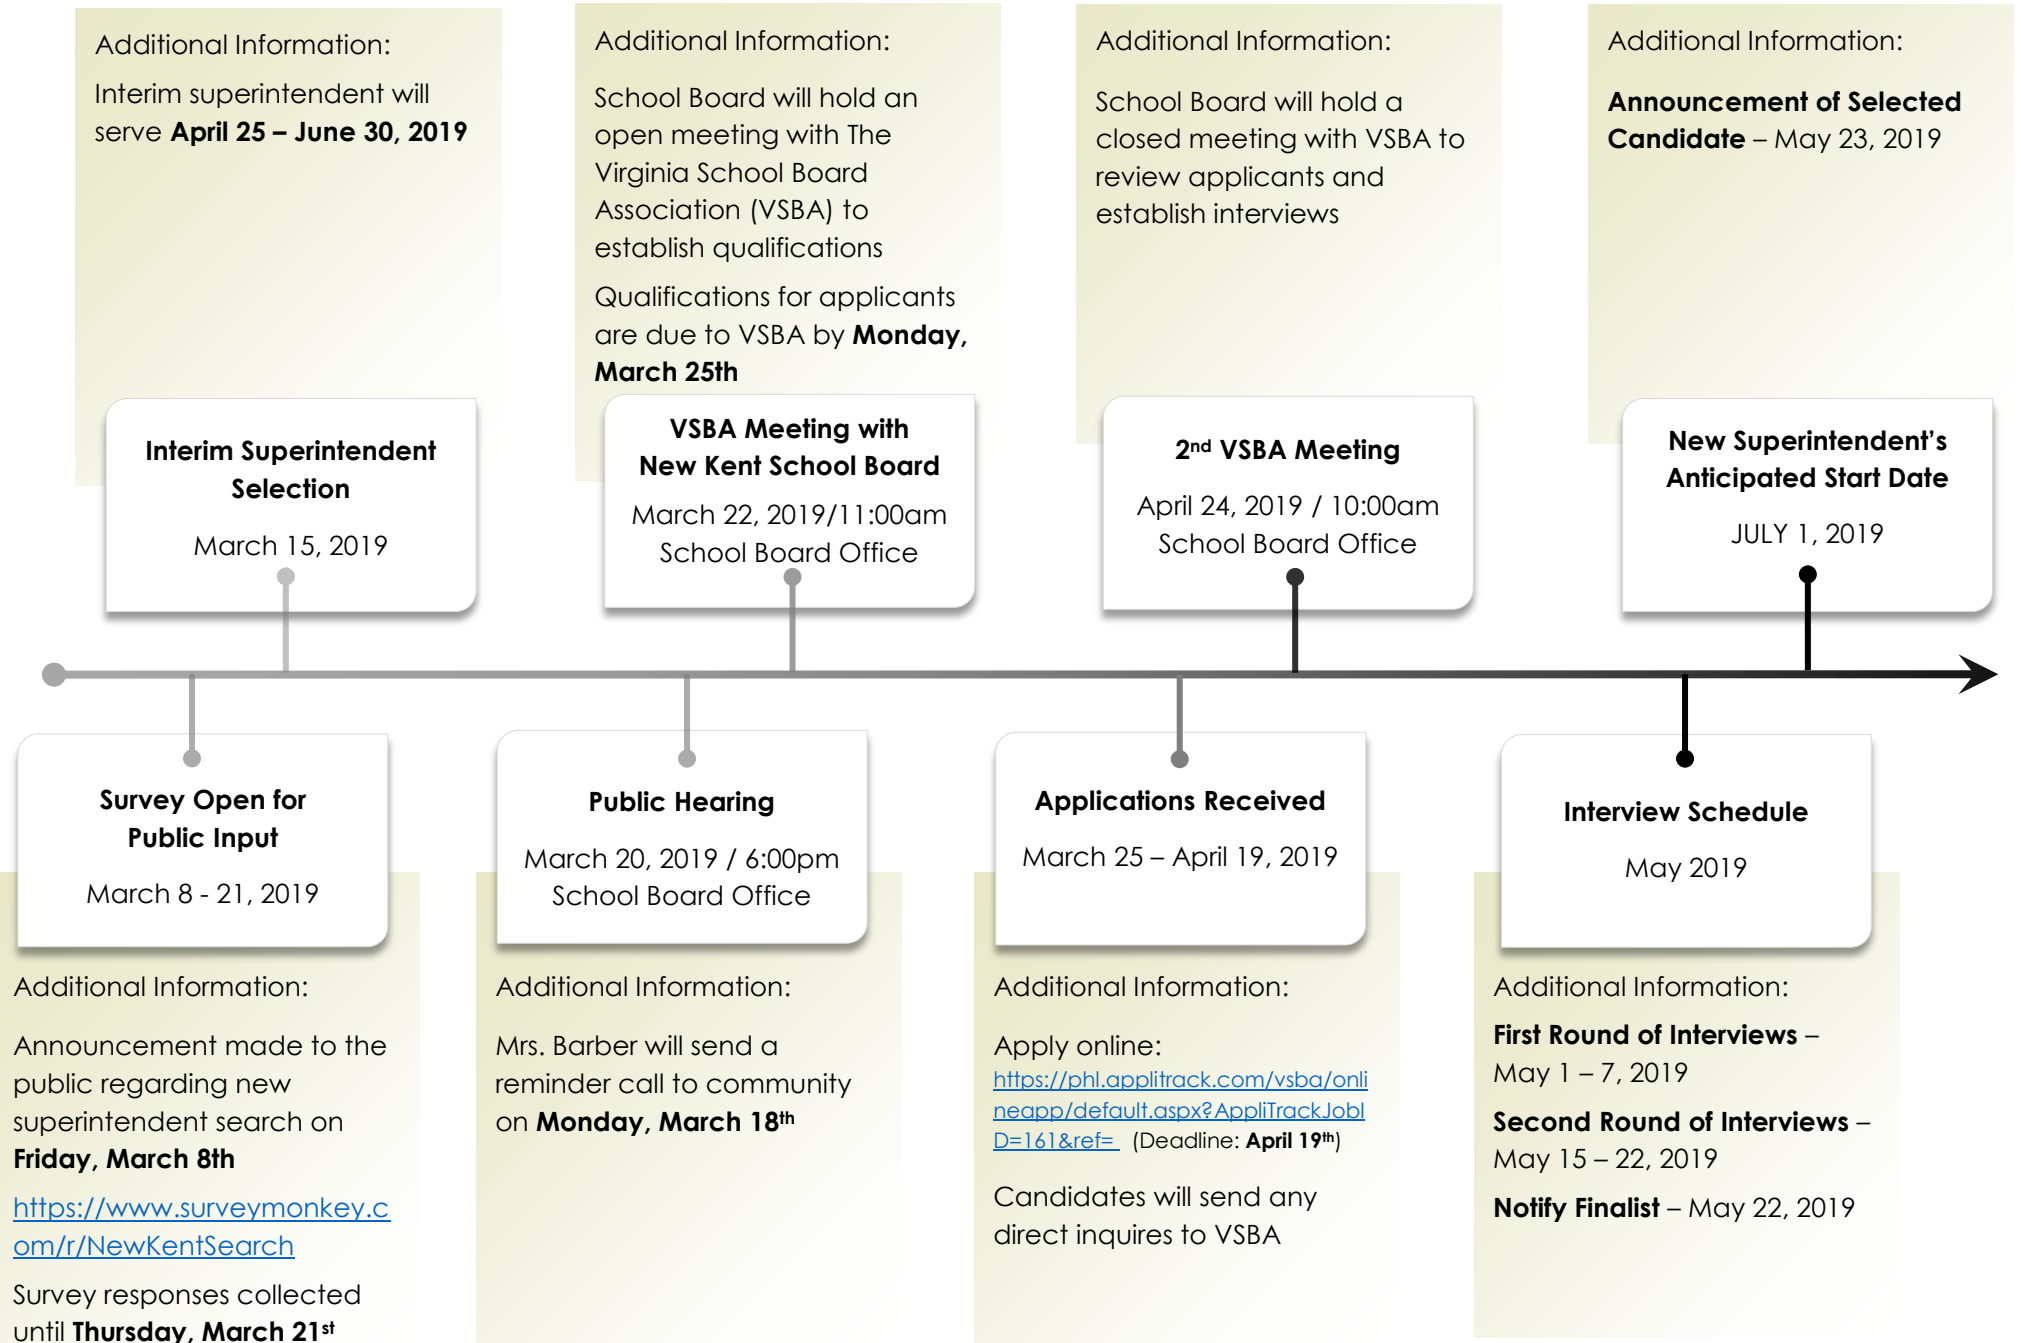 Additional Information:
Interim superintendent will
serve April 25 – June 30, 2019
Interim Superintendent
Selection
March 15, 2019
Additional Information:
School Board will hold an
open meeting with The
Virginia School Board
Association (VSBA) to
establish qualifications
Qualifications for applicants
are due to VSBA by Monday,
March 25th
VSBA Meeting with
New Kent School Board
March 22, 2019/11:00am
School Board Office
Additional Information:
School Board will hold a
closed meeting with VSBA to
review applicants and
establish interviews
2nd VSBA Meeting
April 24, 2019 / 10:00am
School Board Office
Additional Information:
Announcement of Selected
Candidate – May 23, 2019
New Superintendent’s
Anticipated Start Date
JULY 1, 2019
Survey Open for
Public Input
March 8 - 21, 2019
Additional Information:
Announcement made to the
public regarding new
superintendent search on
Friday, March 8th
https://www.surveymonkey.c
om/r/NewKentSearch
Survey responses collected
until Thursday, March 21st
Public Hearing
March 20, 2019 / 6:00pm
School Board Office
Additional Information:
Mrs. Barber will send a
reminder call to community
on Monday, March 18th
Applications Received
March 25 – April 19, 2019
Additional Information:
Apply online:
https://phl.applitrack.com/vsba/onli
neapp/default.aspx?AppliTrackJobI
D=161&ref= (Deadline: April 19th)
Candidates will send any
direct inquires to VSBA
Interview Schedule
May 2019
Additional Information:
First Round of Interviews –
May 1 – 7, 2019
Second Round of Interviews –
May 15 – 22, 2019
Notify Finalist – May 22, 2019